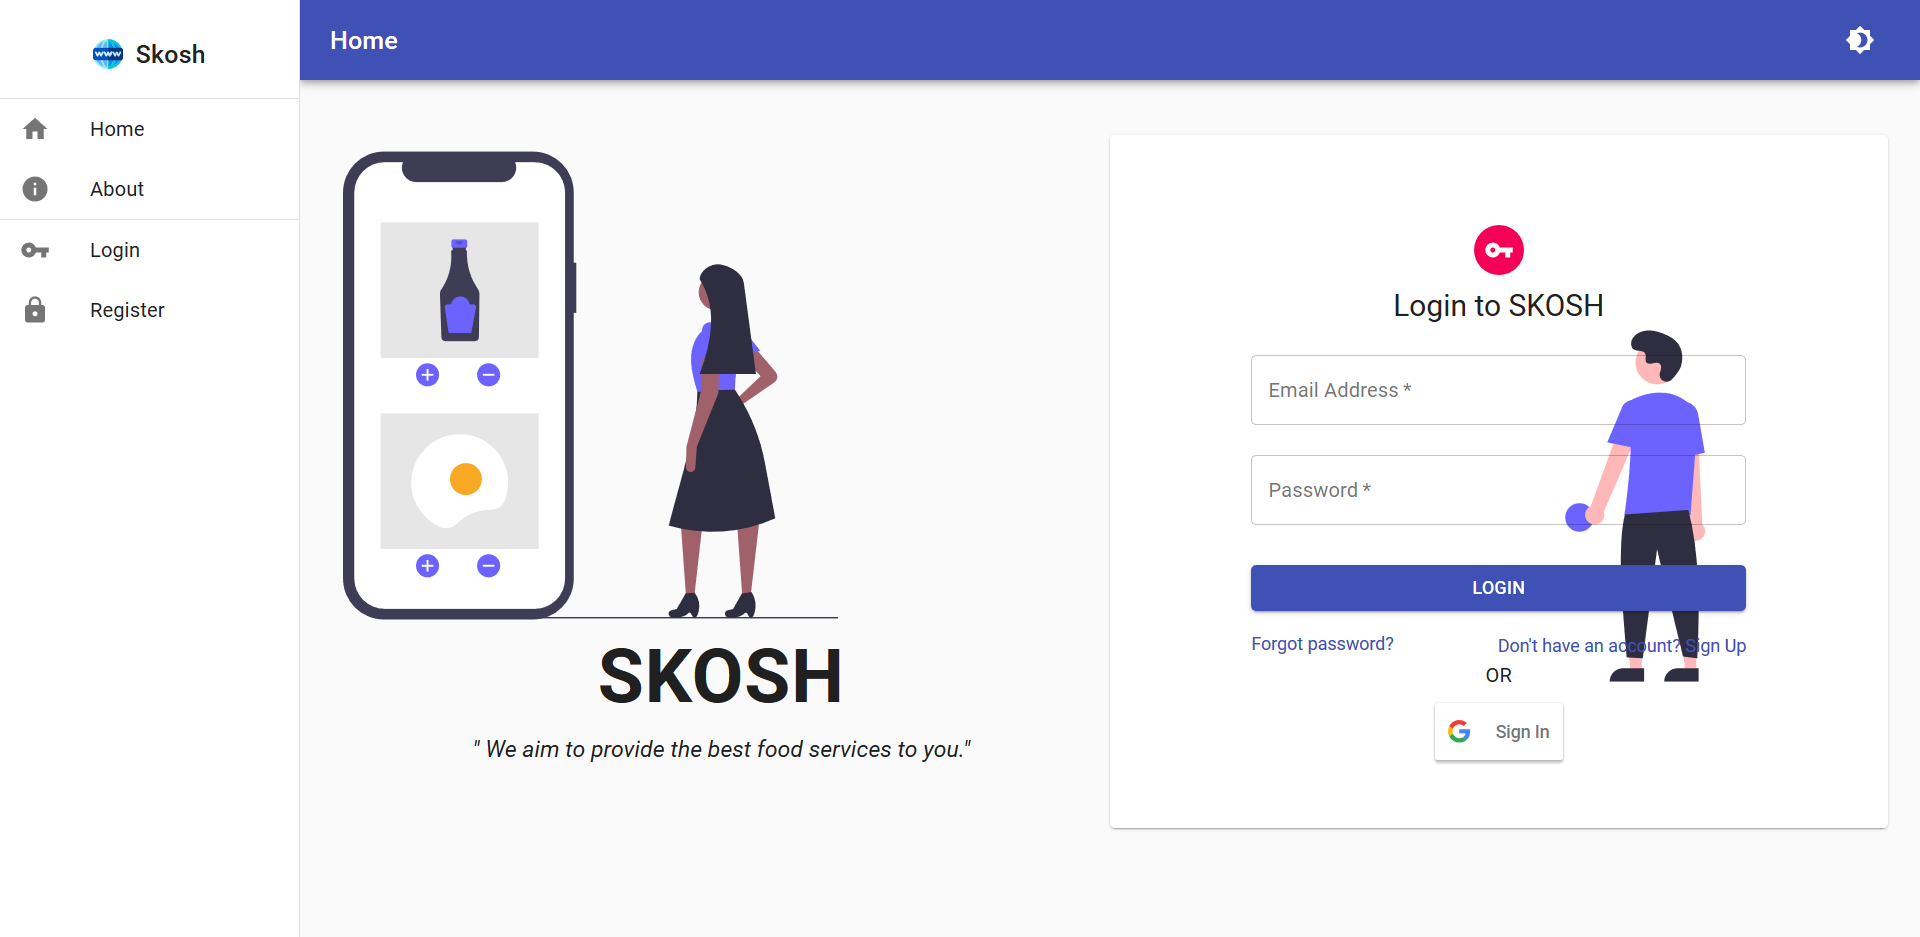 www Skosh
Home
About
Login
Register
Home
SKOSH
" We aim to provide the best food services to you."
Login to SKOSH
Email Address *
Password *
LOGIN
Forgot password?
Don't have an account? Sign Up
OR
Sign In